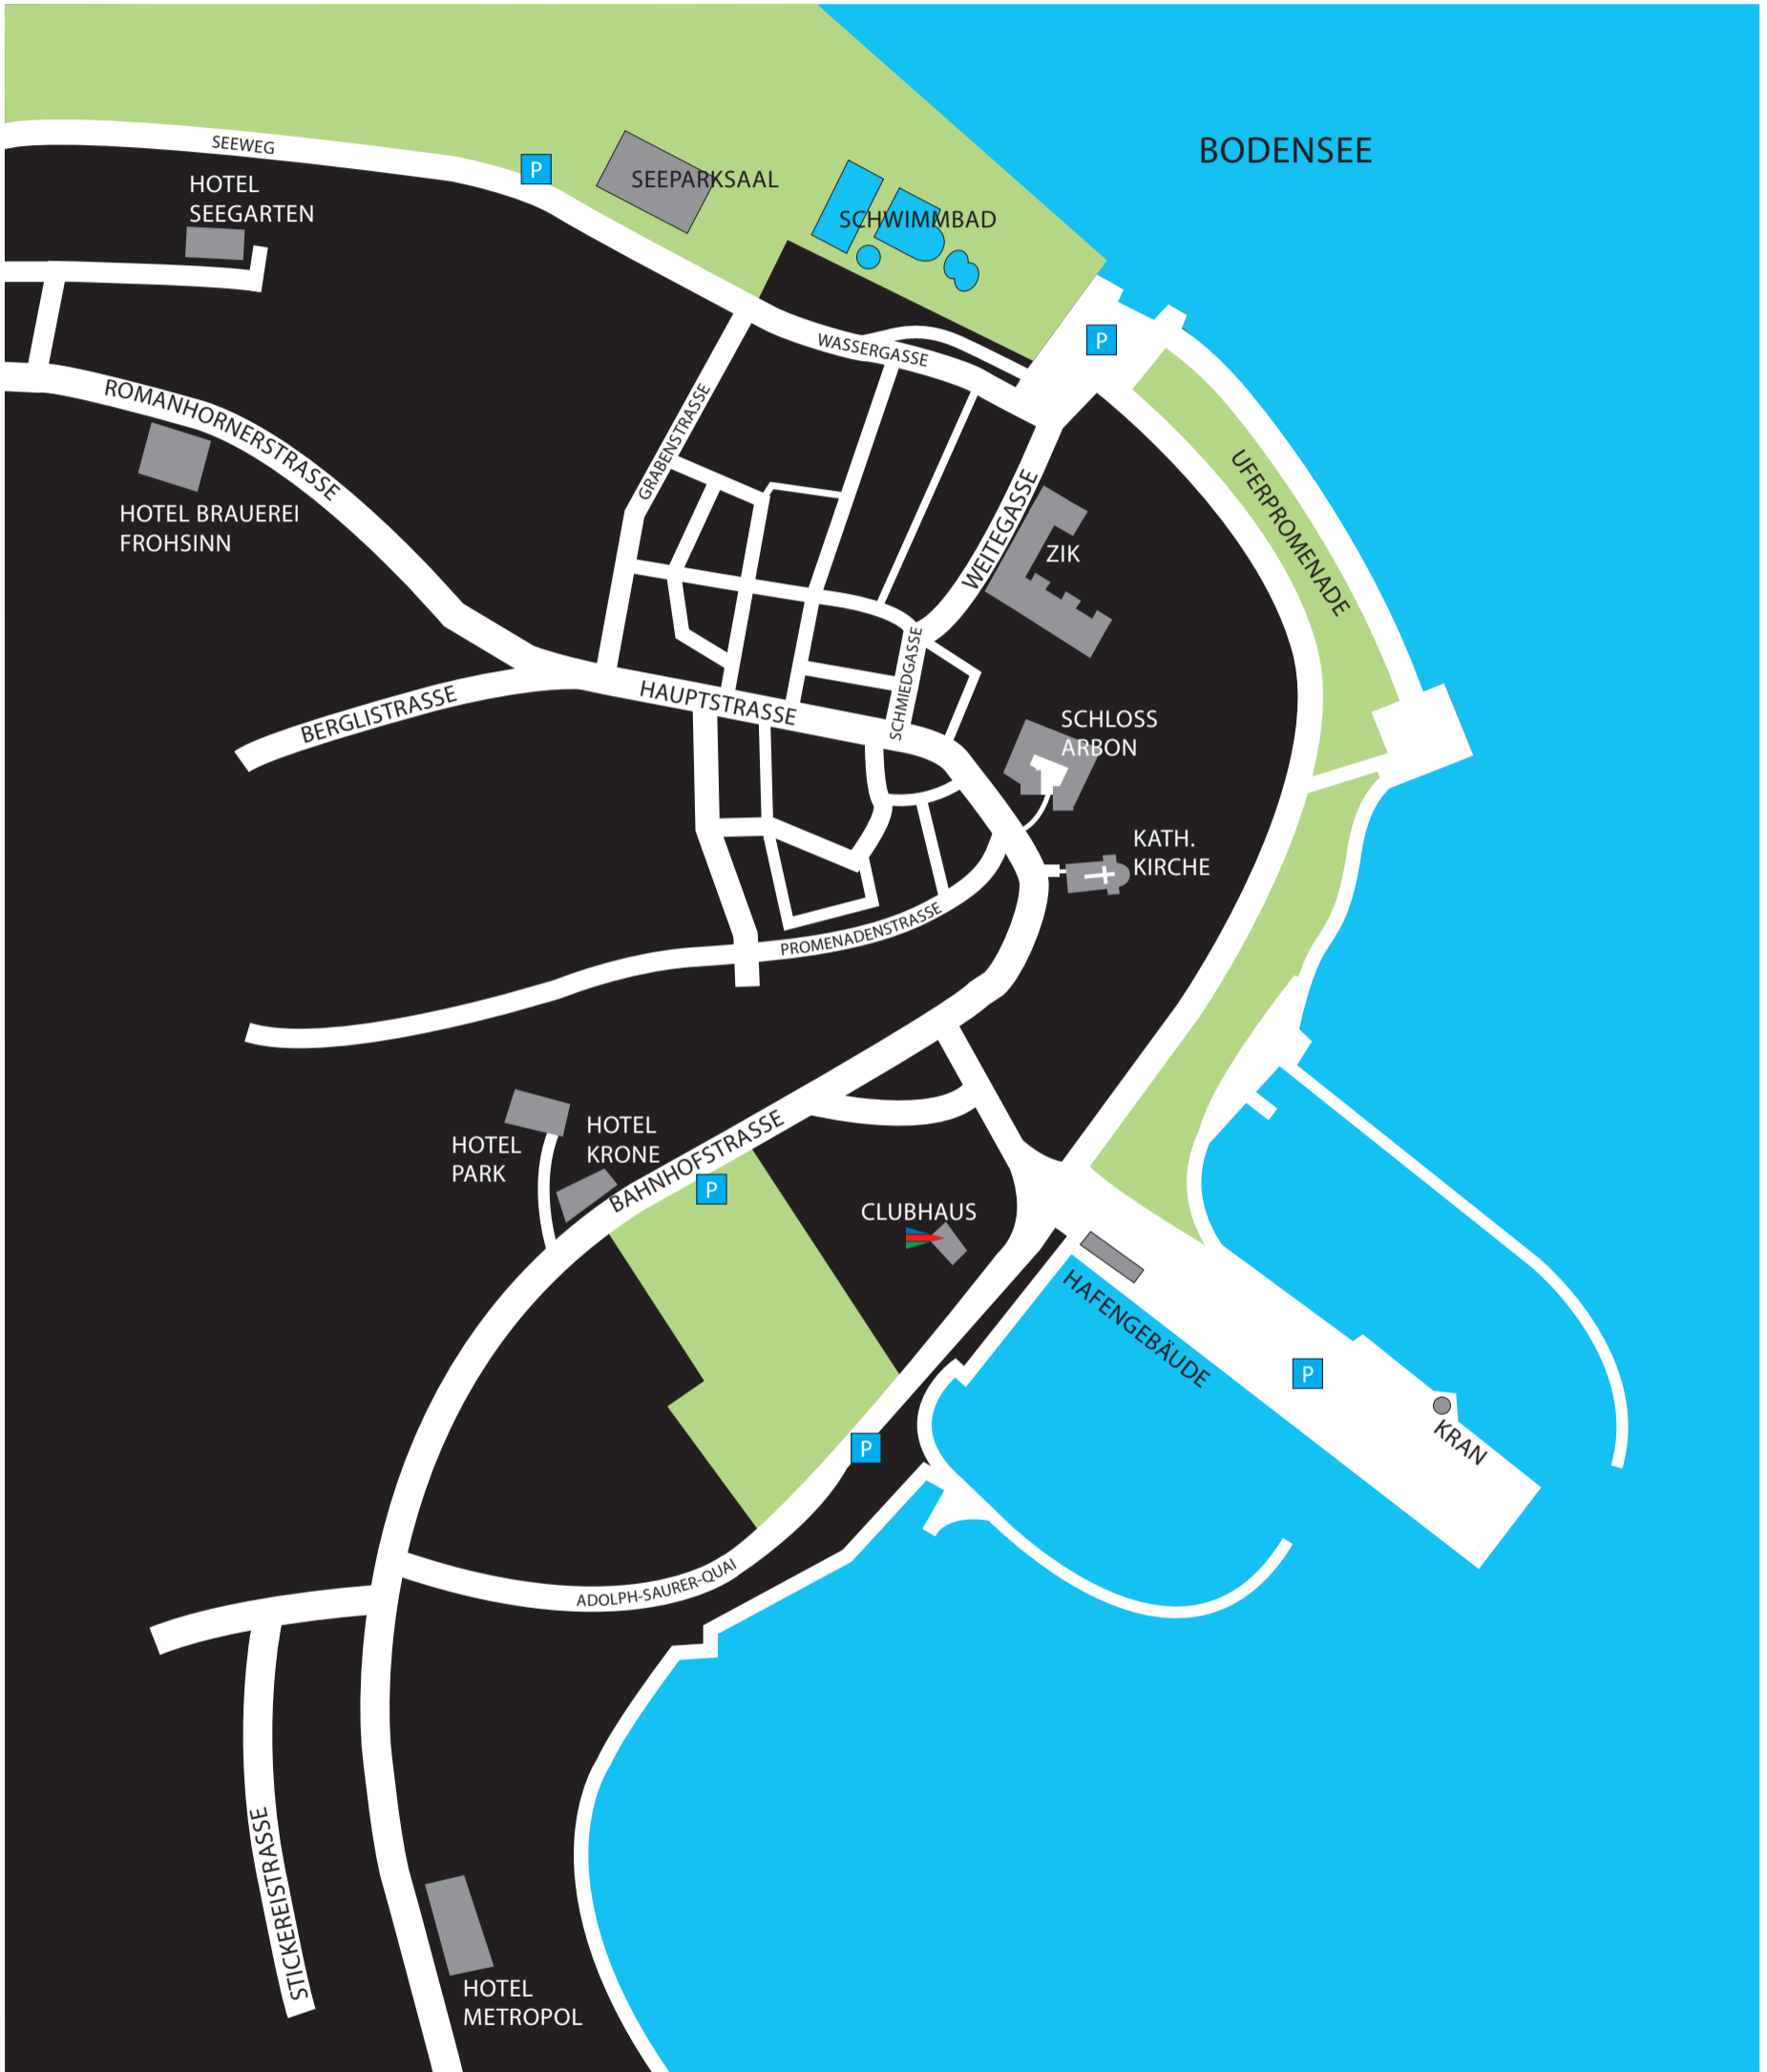 BODENSEE
SEEWEG
P
SEEPARKSAAL
HOTEL
SEEGARTEN
SCHWIMMBAD
P
WASSERGASSE
ROMANHORNERSTRASSE
GRABENSTRASSE
UFERPROMENADE
HOTEL BRAUEREI
FROHSINN
WEITEGASSE
ZIK
SCHMIEDGASSE
HAUPTSTRASSE
BERGLISTRASSE
SCHLOSS
ARBON
KATH.
KIRCHE
PROMENADENSTRASSE
HOTEL
KRONE
HOTEL
PARK
BAHNHOFSTRASSE
P
CLUBHAUS
HAFENGEBÄUDE
P
KRAN
P
ADOLPH-SAURER-QUAI
STICKEREISTRASSE
HOTEL
METROPOL